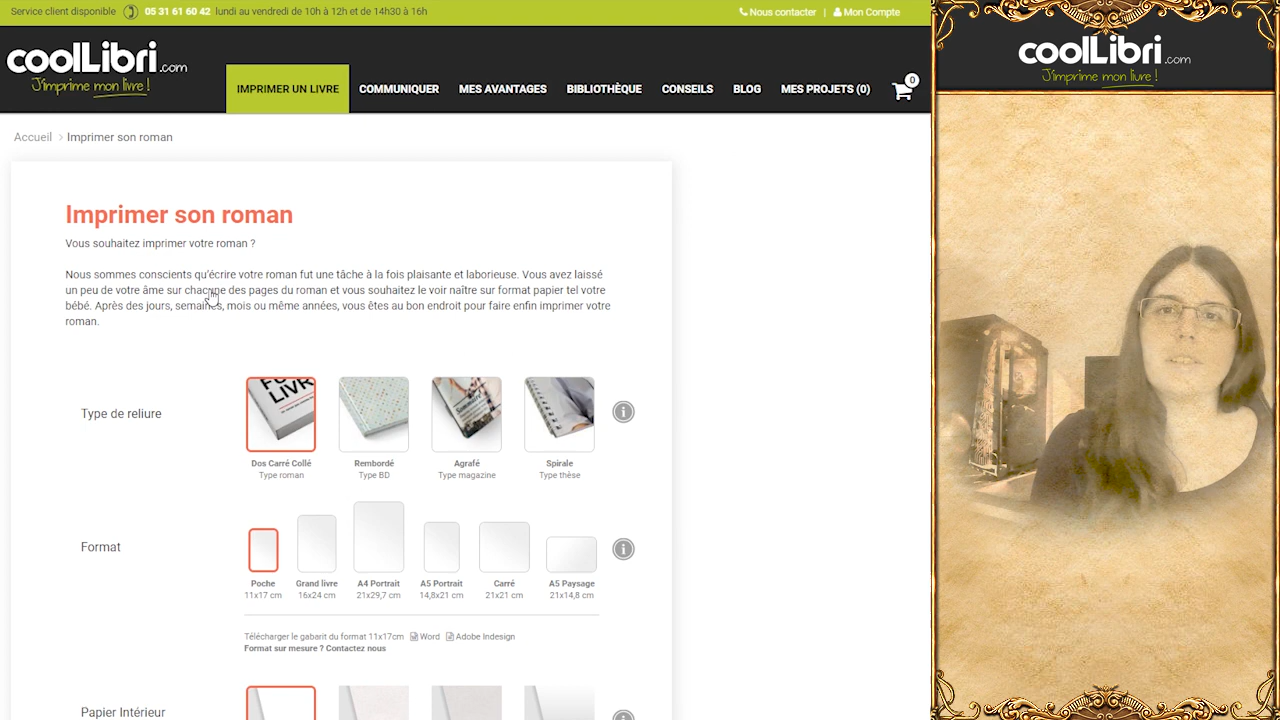 Service client disponible 05 31 61 60 42 lundi au vendredi de 10h à 12h et de 14h30 à 16h
Nous contacter | Mon Compte
coolLibri.com
J'imprime mon livre !
IMPRIMER UN LIVRE COMMUNIQUER MES AVANTAGES BIBLIOTHÈQUE CONSEILS BLOG MES PROJETS (0) 0
Accueil > Imprimer son roman
Imprimer son roman
Vous souhaitez imprimer votre roman ?
Nous sommes conscients qu'écrire votre roman fut une tâche à la fois plaisante et laborieuse. Vous avez laissé
un peu de votre âme sur chacune des pages du roman et vous souhaitez le voir naître sur format papier tel votre
bébé. Après des jours, semaines, mois ou même années, vous êtes au bon endroit pour faire enfin imprimer votre
roman.
Type de reliure
Dos Carré Collé Rembordé Agrafé Spirale
Type roman Type BD Type magazine Type thèse
Format
Poche Grand livre A4 Portrait A5 Portrait Carré A5 Paysage
11x17 cm 16x24 cm 21x29,7 cm 14,8x21 cm 21x21 cm 21x14,8 cm
Télécharger le gabarit du format 11x17cm Word Adobe Indesign
Format sur mesure ? Contactez nous
Papier Intérieur
coolLibri.com
J'imprime mon livre !